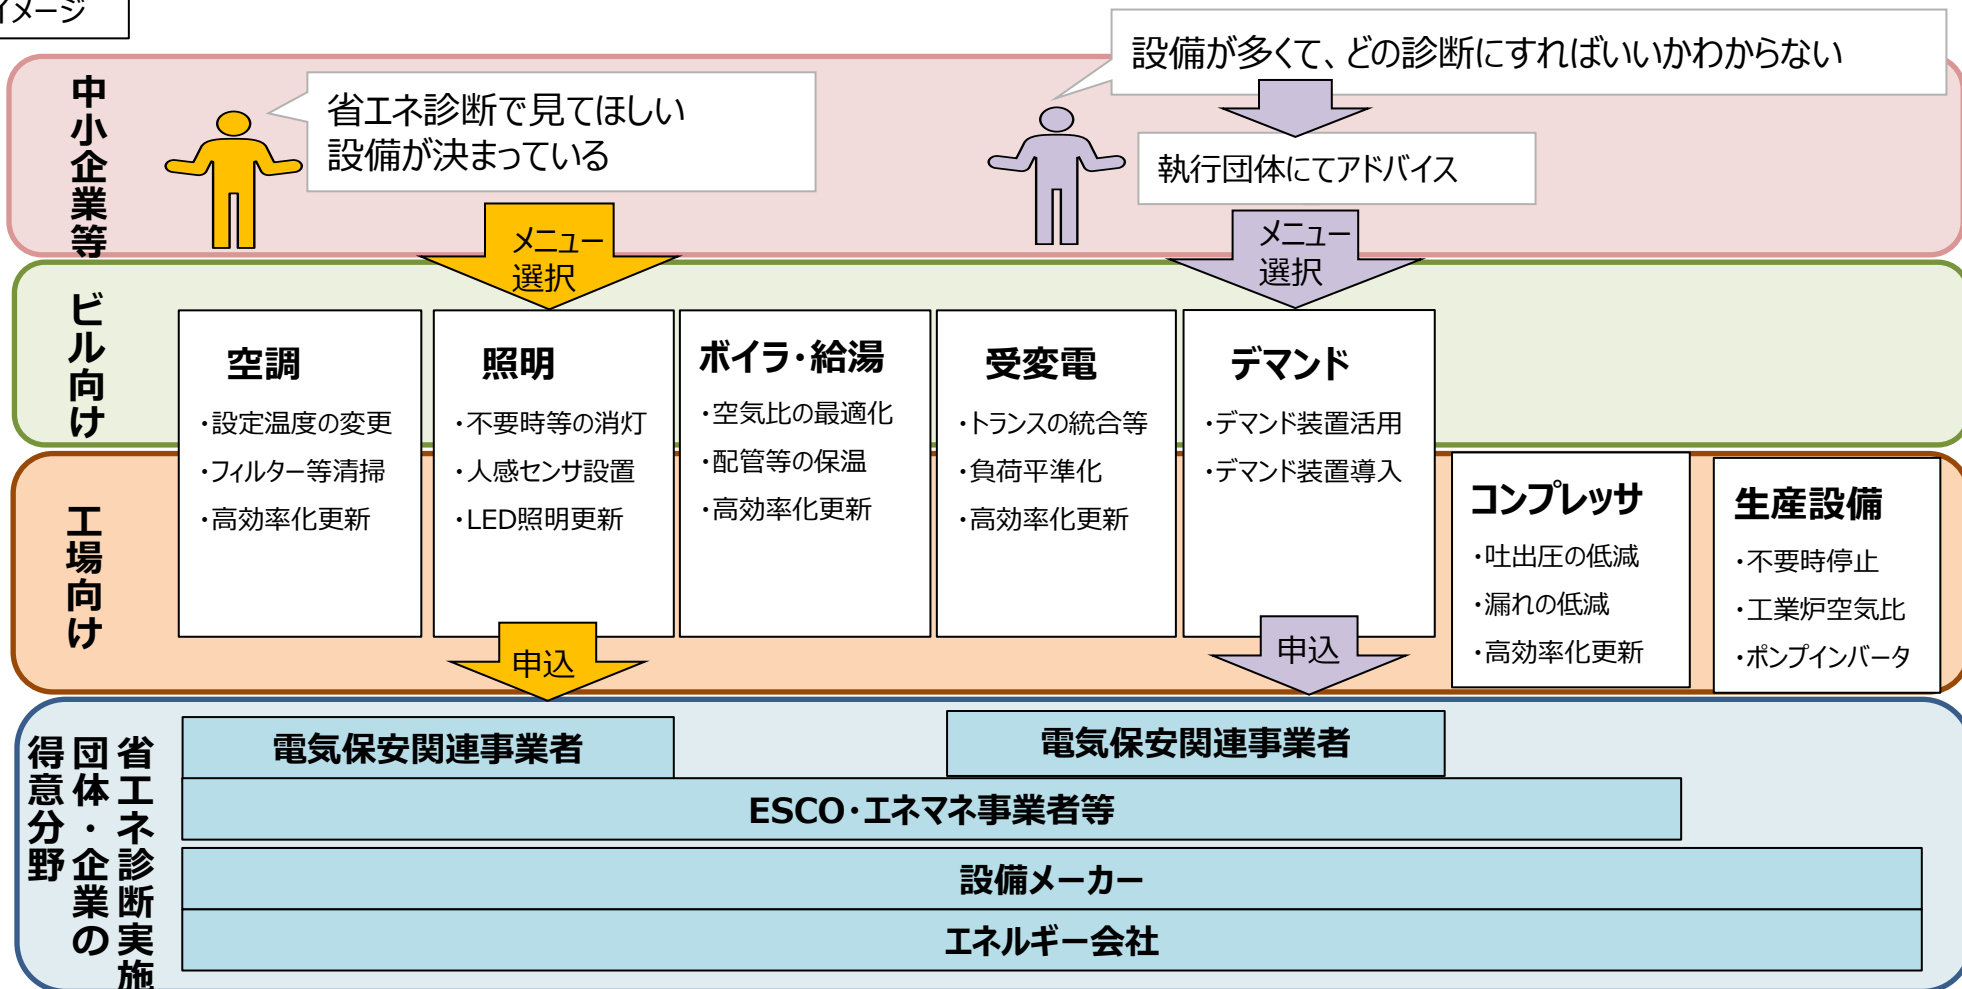 イメージ
中小企業等
省エネ診断で見てほしい
設備が決まっている
設備が多くて、どの診断にすればいいかわからない
執行団体にてアドバイス
メニュー
選択
メニュー
選択
ビル向け
工場向け
空調
・設定温度の変更
・フィルター等清掃
・高効率化更新
照明
・不要時等の消灯
・人感センサ設置
・LED照明更新
ボイラ・給湯
・空気比の最適化
・配管等の保温
・高効率化更新
受変電
・トランスの統合等
・負荷平準化
・高効率化更新
デマンド
・デマンド装置活用
・デマンド装置導入
コンプレッサ
・吐出圧の低減
・漏れの低減
・高効率化更新
生産設備
・不要時停止
・工業炉空気比
・ポンプインバータ
申込
申込
省エネ診断実施
団体・企業の
得意分野
電気保安関連事業者
電気保安関連事業者
ESCO・エネマネ事業者等
設備メーカー
エネルギー会社